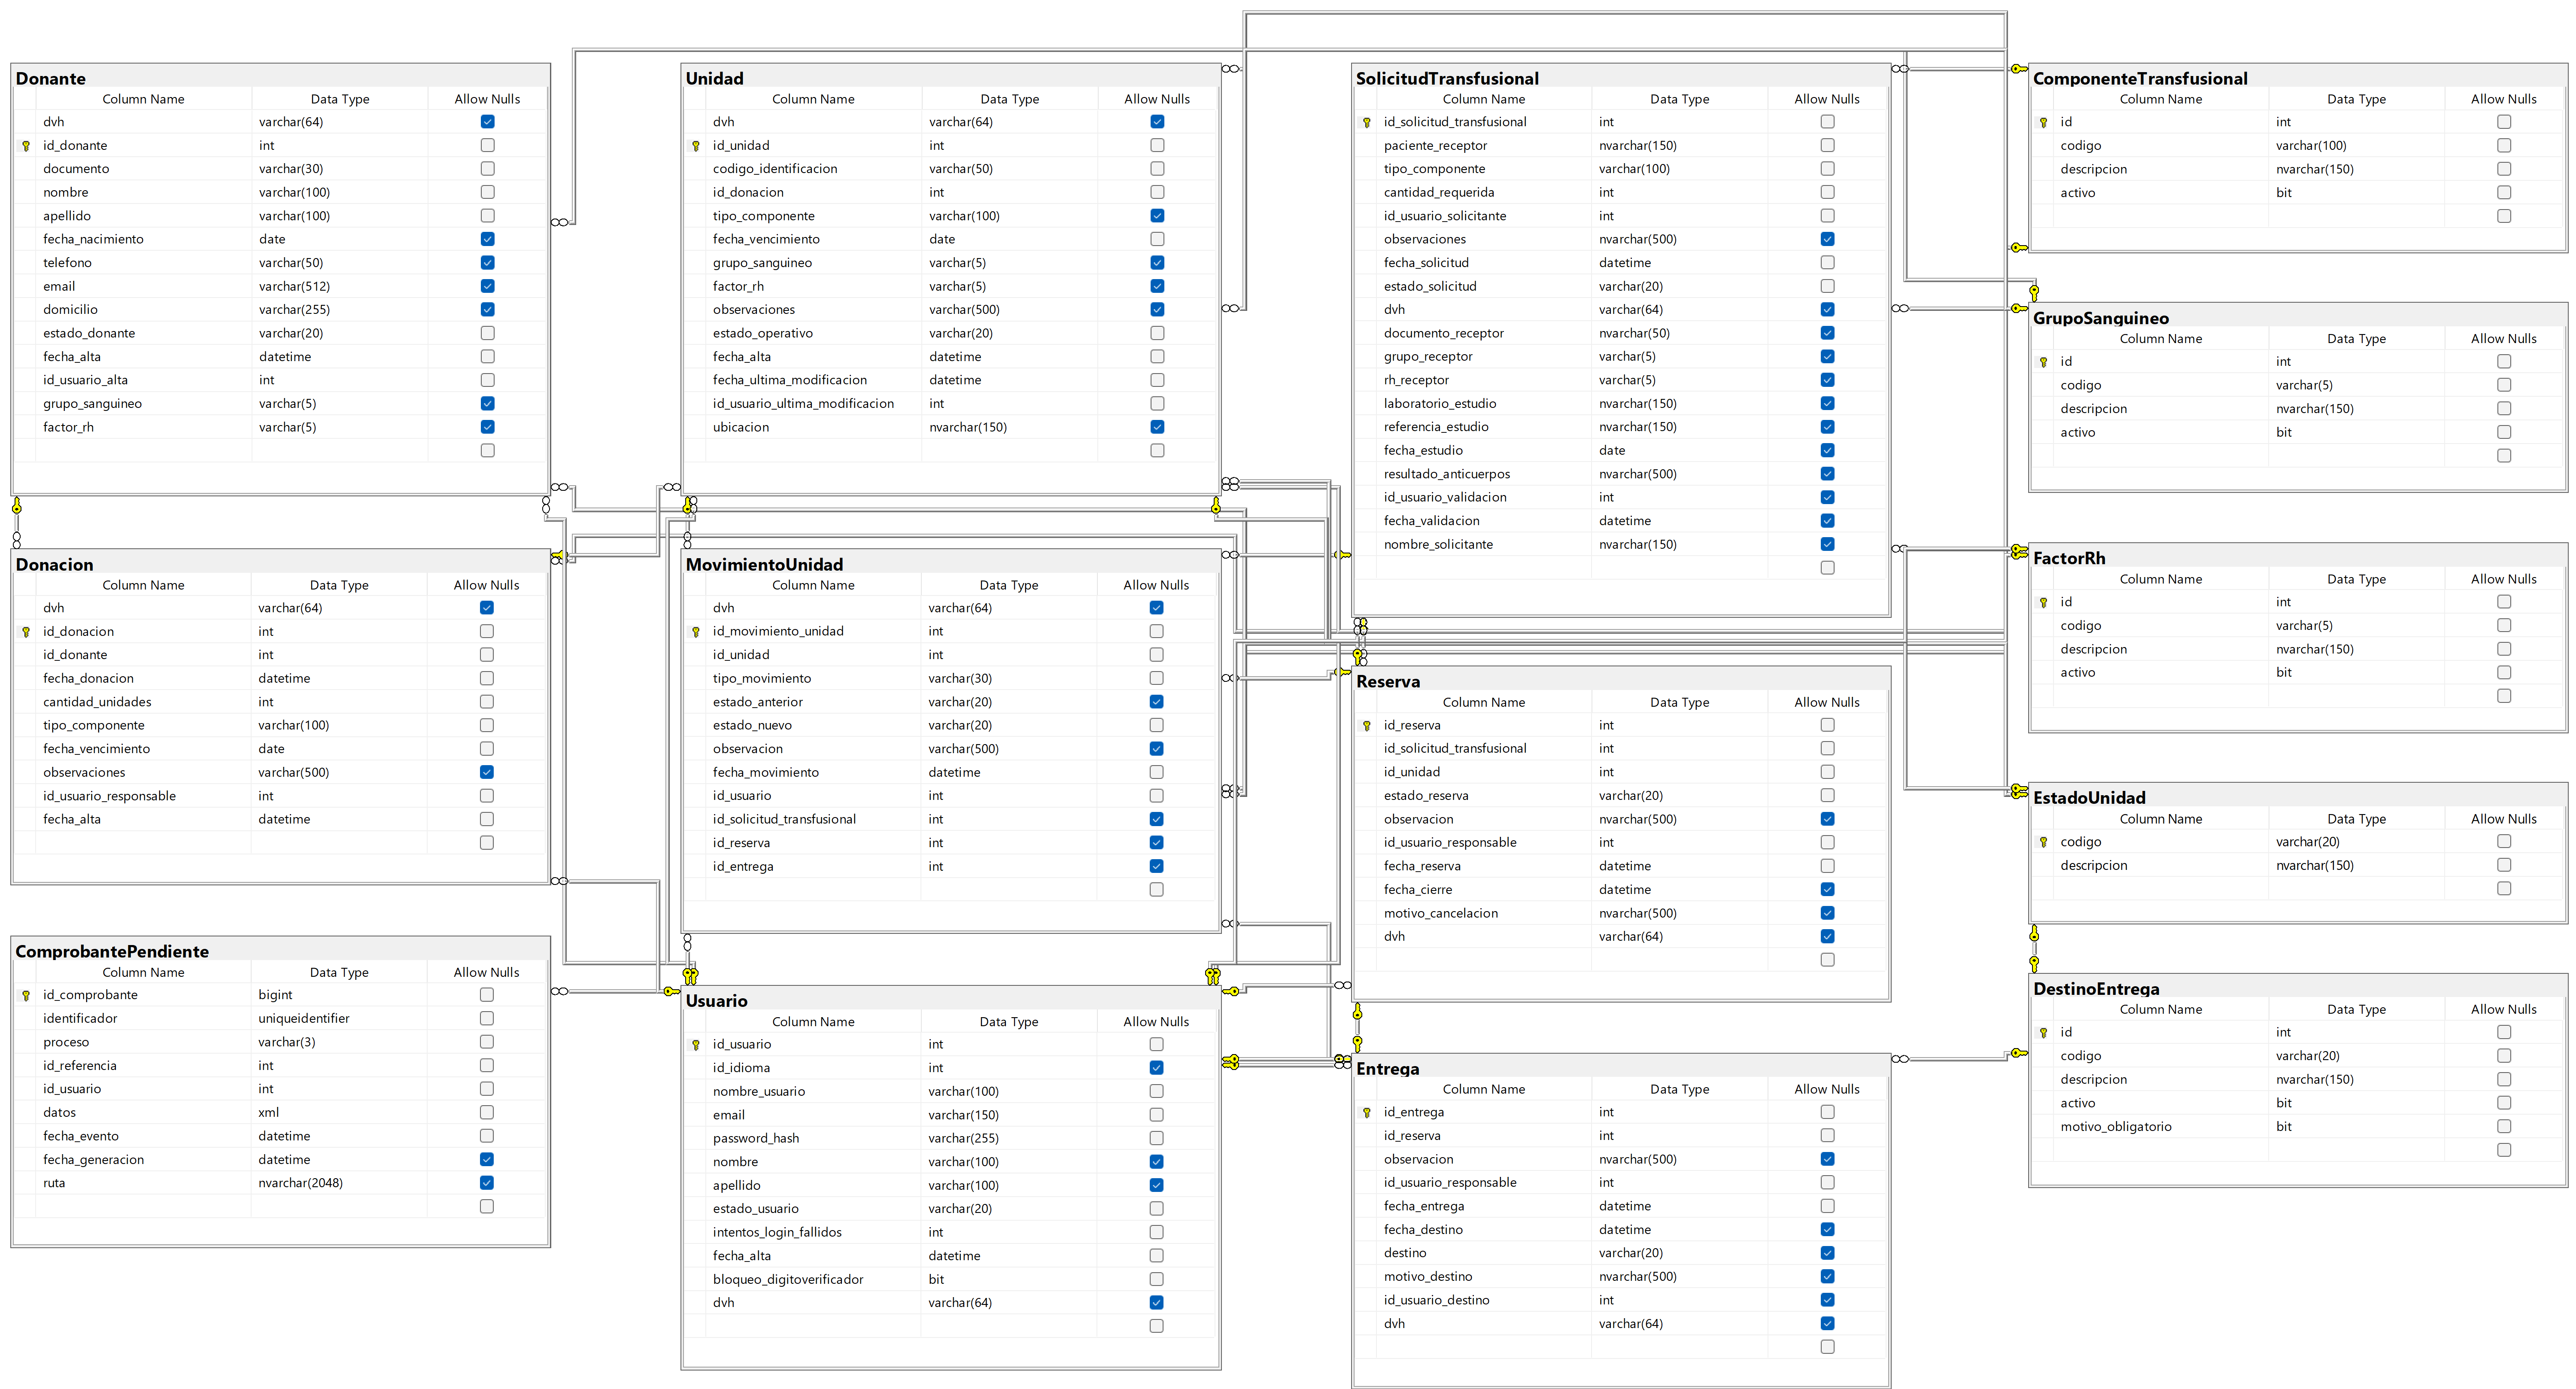 Donante
Column Name Data Type Allow Nulls
dvh varchar(64)
id_donante int
documento varchar(30)
nombre varchar(100)
apellido varchar(100)
fecha_nacimiento date
telefono varchar(50)
email varchar(512)
domicilio varchar(255)
estado_donante varchar(20)
fecha_alta datetime
id_usuario_alta int
grupo_sanguineo varchar(5)
factor_rh varchar(5)
Donacion
Column Name Data Type Allow Nulls
dvh varchar(64)
id_donacion int
id_donante int
fecha_donacion datetime
cantidad_unidades int
tipo_componente varchar(100)
fecha_vencimiento date
observaciones varchar(500)
id_usuario_responsable int
fecha_alta datetime
ComprobantePendiente
Column Name Data Type Allow Nulls
id_comprobante bigint
identificador uniqueidentifier
proceso varchar(3)
id_referencia int
id_usuario int
datos xml
fecha_evento datetime
fecha_generacion datetime
ruta nvarchar(2048)
Unidad
Column Name Data Type Allow Nulls
dvh varchar(64)
id_unidad int
codigo_identificacion varchar(50)
id_donacion int
tipo_componente varchar(100)
fecha_vencimiento date
grupo_sanguineo varchar(5)
factor_rh varchar(5)
observaciones varchar(500)
estado_operativo varchar(20)
fecha_alta datetime
fecha_ultima_modificacion datetime
id_usuario_ultima_modificacion int
ubicacion nvarchar(150)
MovimientoUnidad
Column Name Data Type Allow Nulls
dvh varchar(64)
id_movimiento_unidad int
id_unidad int
tipo_movimiento varchar(30)
estado_anterior varchar(20)
estado_nuevo varchar(20)
observacion varchar(500)
fecha_movimiento datetime
id_usuario int
id_solicitud_transfusional int
id_reserva int
id_entrega int
Usuario
Column Name Data Type Allow Nulls
id_usuario int
id_idioma int
nombre_usuario varchar(100)
email varchar(150)
password_hash varchar(255)
nombre varchar(100)
apellido varchar(100)
estado_usuario varchar(20)
intentos_login_fallidos int
fecha_alta datetime
bloqueo_digitoverificador bit
dvh varchar(64)
SolicitudTransfusional
Column Name Data Type Allow Nulls
id_solicitud_transfusional int
paciente_receptor nvarchar(150)
tipo_componente varchar(100)
cantidad_requerida int
id_usuario_solicitante int
observaciones nvarchar(500)
fecha_solicitud datetime
estado_solicitud varchar(20)
dvh varchar(64)
documento_receptor nvarchar(50)
grupo_receptor varchar(5)
rh_receptor varchar(5)
laboratorio_estudio nvarchar(150)
referencia_estudio nvarchar(150)
fecha_estudio date
resultado_anticuerpos nvarchar(500)
id_usuario_validacion int
fecha_validacion datetime
nombre_solicitante nvarchar(150)
Reserva
Column Name Data Type Allow Nulls
id_reserva int
id_solicitud_transfusional int
id_unidad int
estado_reserva varchar(20)
observacion nvarchar(500)
id_usuario_responsable int
fecha_reserva datetime
fecha_cierre datetime
motivo_cancelacion nvarchar(500)
dvh varchar(64)
Entrega
Column Name Data Type Allow Nulls
id_entrega int
id_reserva int
observacion nvarchar(500)
id_usuario_responsable int
fecha_entrega datetime
fecha_destino datetime
destino varchar(20)
motivo_destino nvarchar(500)
id_usuario_destino int
dvh varchar(64)
ComponenteTransfusional
Column Name Data Type Allow Nulls
id int
codigo varchar(100)
descripcion nvarchar(150)
activo bit
GrupoSanguineo
Column Name Data Type Allow Nulls
id int
codigo varchar(5)
descripcion nvarchar(150)
activo bit
FactorRh
Column Name Data Type Allow Nulls
id int
codigo varchar(5)
descripcion nvarchar(150)
activo bit
EstadoUnidad
Column Name Data Type Allow Nulls
codigo varchar(20)
descripcion nvarchar(150)
DestinoEntrega
Column Name Data Type Allow Nulls
id int
codigo varchar(20)
descripcion nvarchar(150)
activo bit
motivo_obligatorio bit